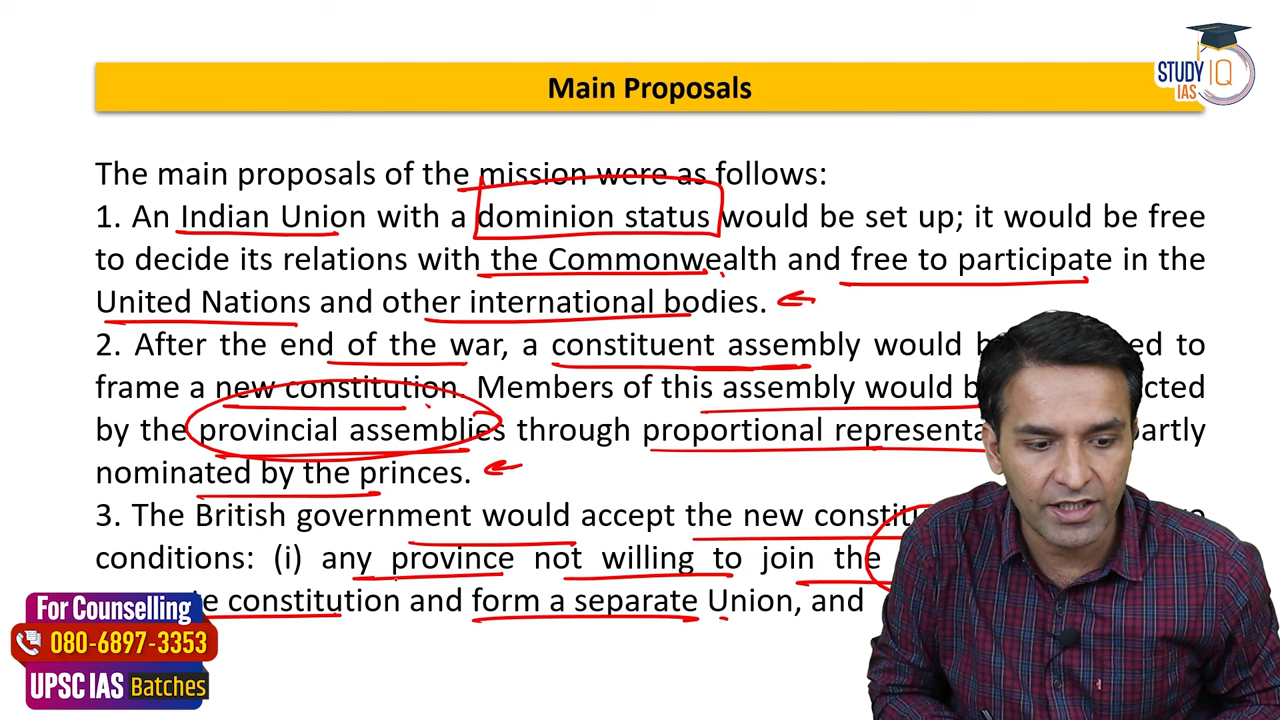 STUDY IQ
IAS
Main Proposals
The main proposals of the mission were as follows:
1. An Indian Union with a dominion status would be set up; it would be free
to decide its relations with the Commonwealth and free to participate in the
United Nations and other international bodies.
2. After the end of the war, a constituent assembly would to
frame a new constitution. Members of this assembly would
by the provincial assemblies through proportional
nominated by the princes.
3. The British government would accept the new
conditions: (i) any province not willing to join the
constitution and form a separate Union, and
For Counselling
080-6897-3353
UPSC IAS Batches